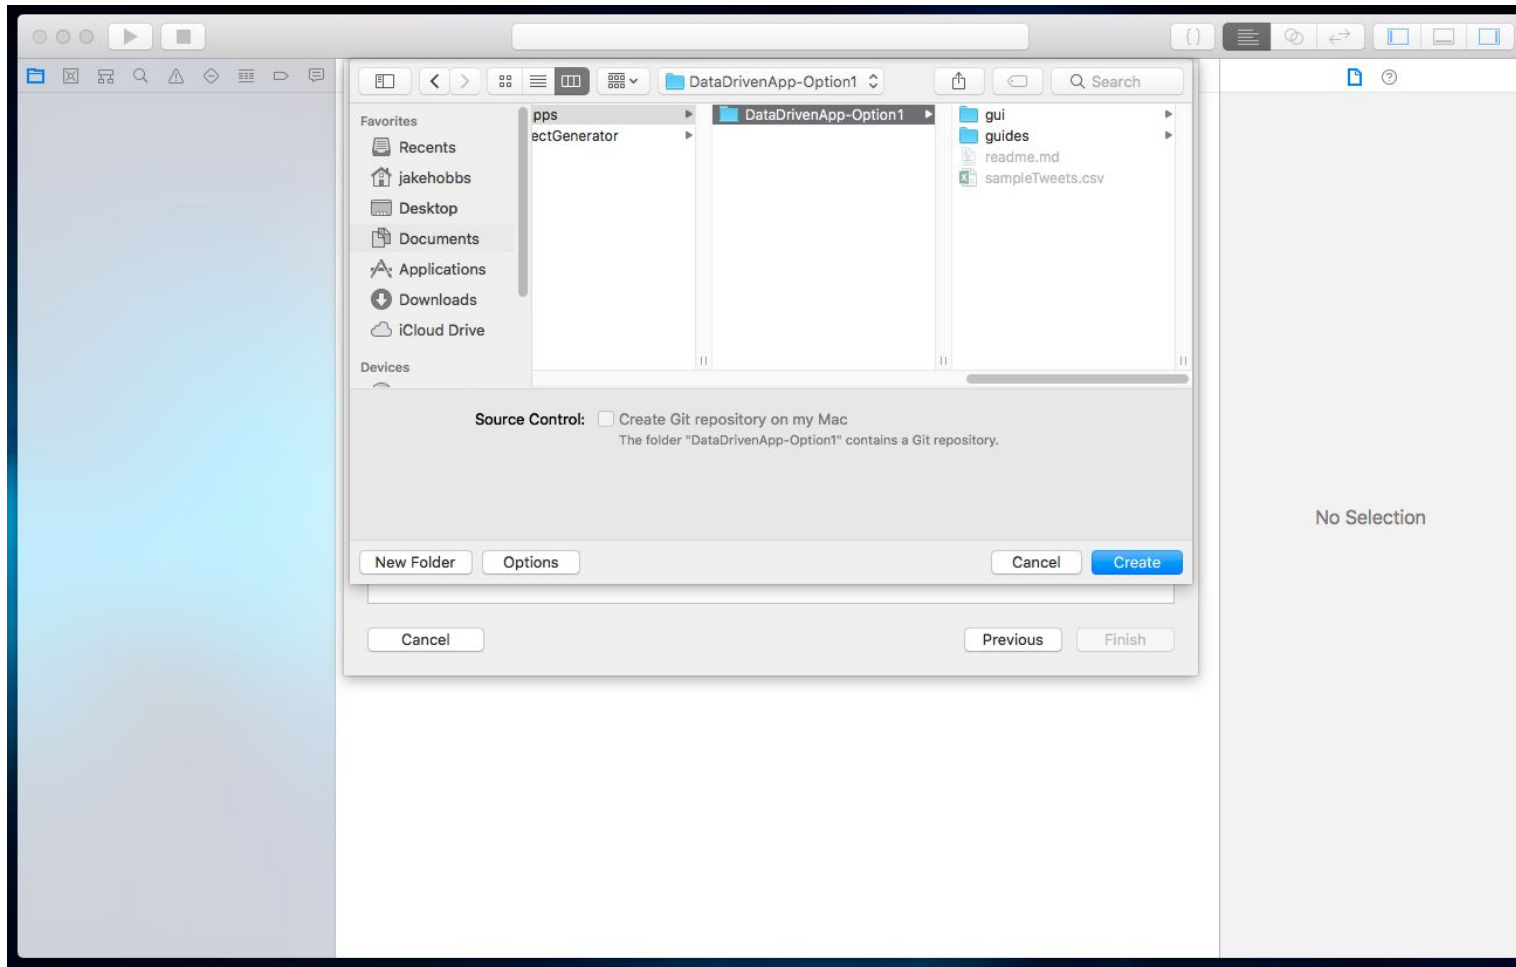 DataDrivenApp-Option1
Search
Favorites
Recents
jakehobbs
Desktop
Documents
Applications
Downloads
iCloud Drive
Devices
pps
ectGenerator
DataDrivenApp-Option1
gui
guides
readme.md
sampleTweets.csv
Source Control: Create Git repository on my Mac
The folder "DataDrivenApp-Option1" contains a Git repository.
New Folder Options Cancel Create
Cancel Previous Finish
No Selection